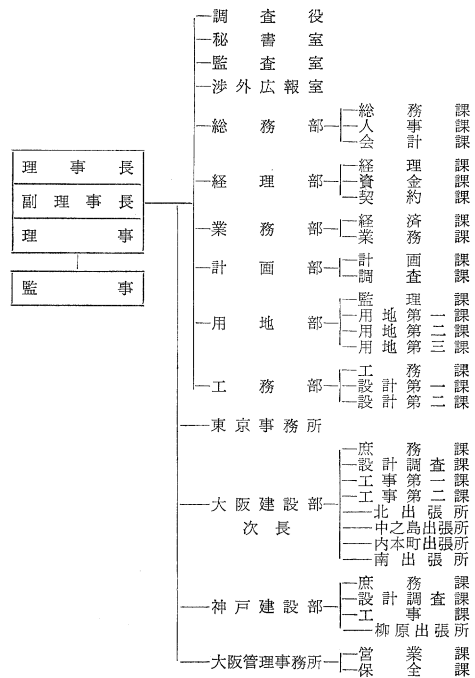 理事長
副理事長
理事
監事
調査役
秘書室
監査室
渉外広報室
総務部
総務課
人事課
会計課
経理部
経理課
資金課
契約課
業務部
経済課
業務課
計画部
計画課
調査課
用地部
監理課
用地第一課
用地第二課
用地第三課
工務部
工務課
設計第一課
設計第二課
東京事務所
大阪建設部
次長
庶務課
設計調査課
工事第一課
工事第二課
北出張所
中之島出張所
内本町出張所
南出張所
神戸建設部
庶務課
設計調査課
工事課
柳原出張所
大阪管理事務所
営業課
保全課